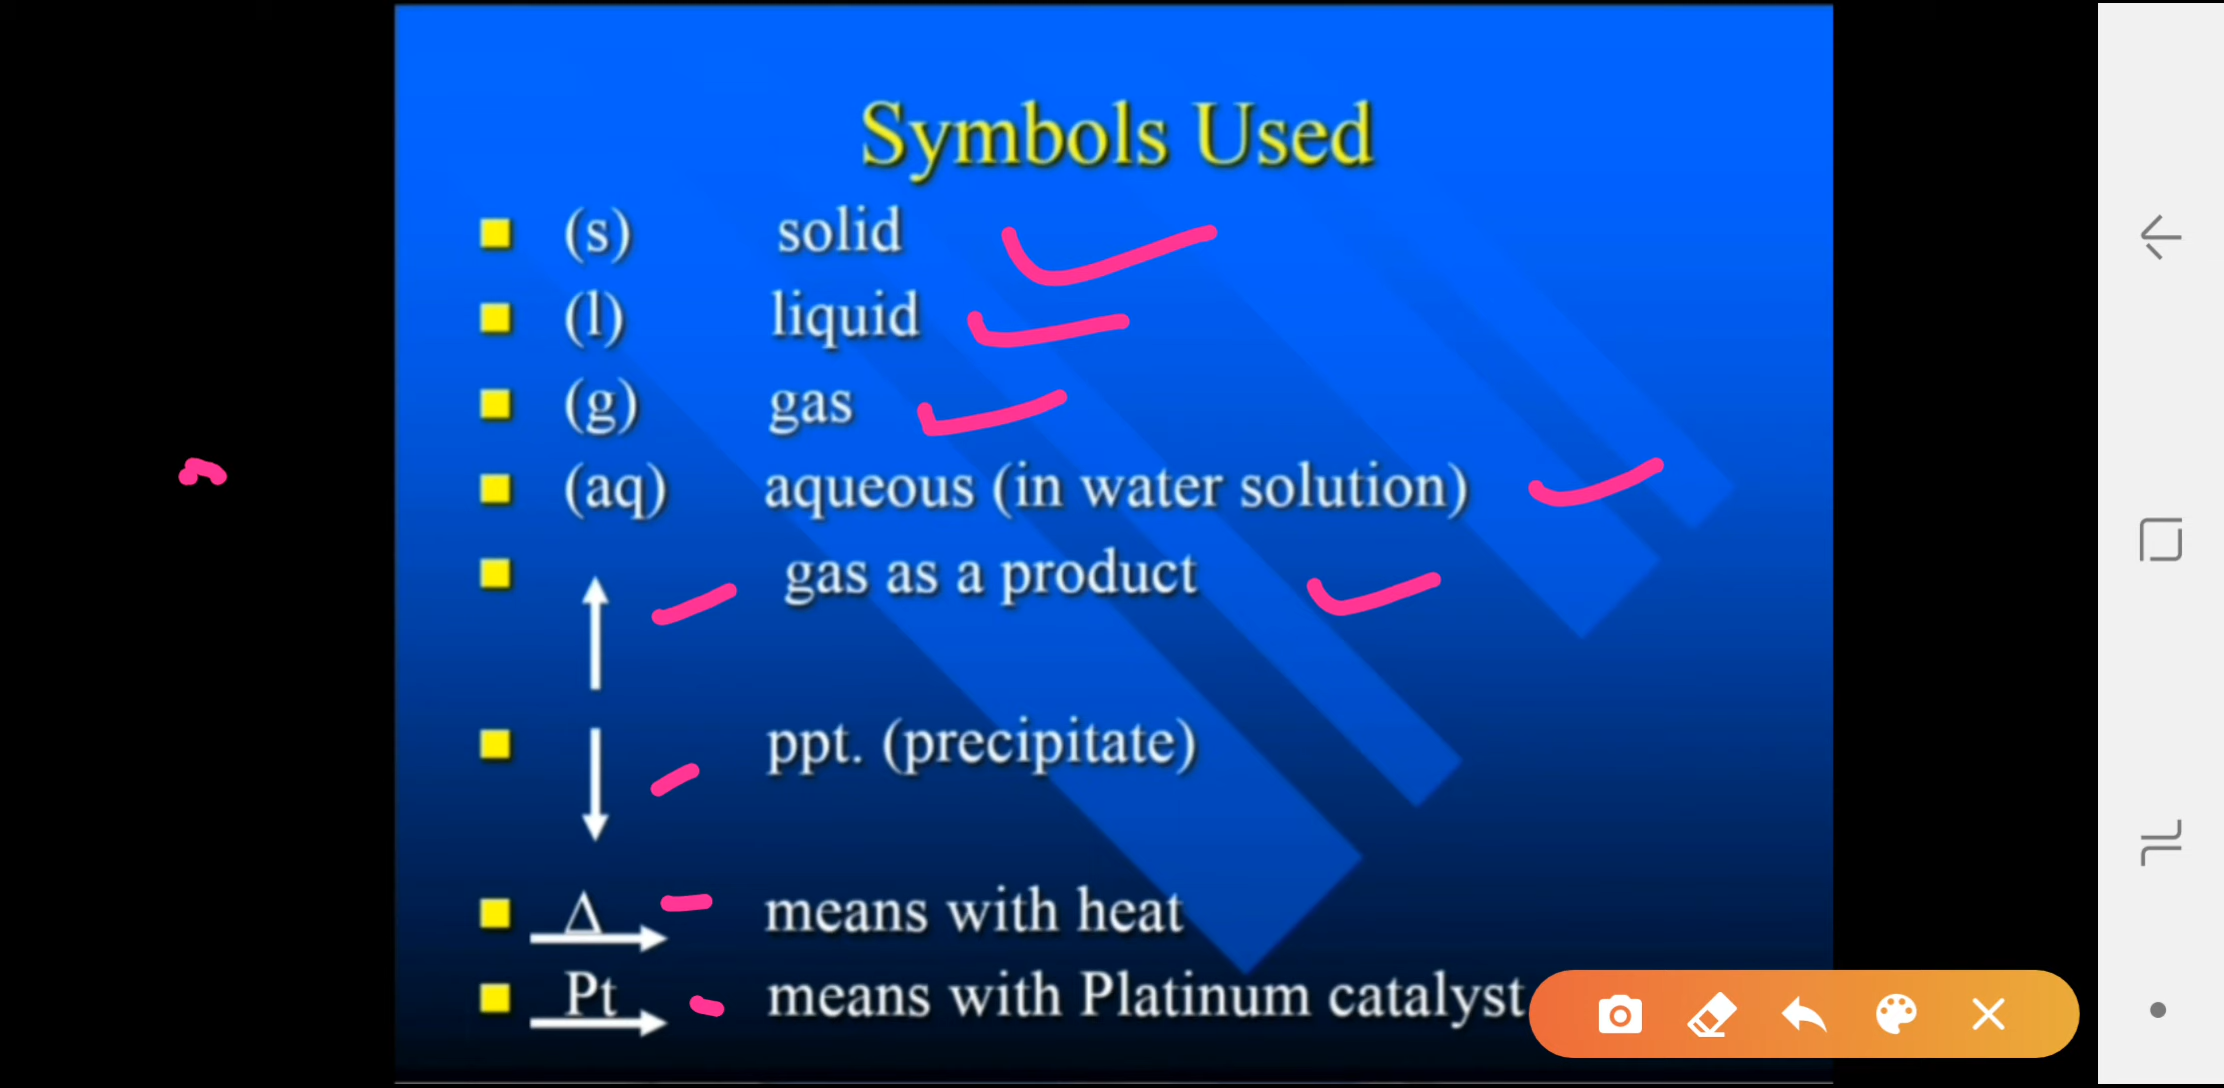 Symbols Used
(s) solid
(l) liquid
(g) gas
(aq) aqueous (in water solution)
↑ gas as a product
↓ ppt. (precipitate)
Δ → means with heat
Pt → means with Platinum catalyst